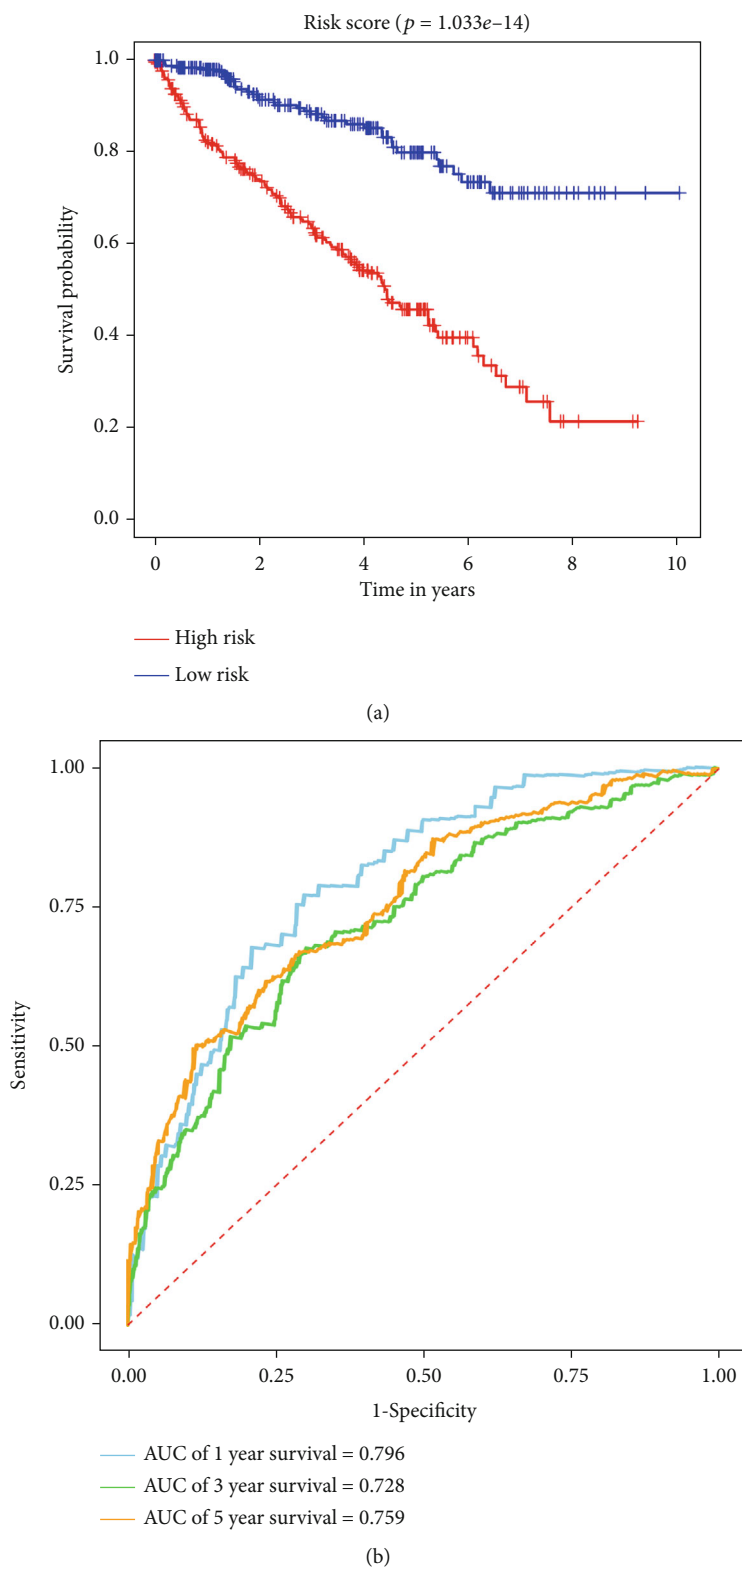 Risk score (p = 1.033e–14)
1.0
0.8
0.6
0.4
0.2
0.0
Survival probability
0 2 4 6 8 10
Time in years
High risk
Low risk
(a)
1.00
0.75
0.50
0.25
0.00
Sensitivity
0.00 0.25 0.50 0.75 1.00
1-Specificity
AUC of 1 year survival = 0.796
AUC of 3 year survival = 0.728
AUC of 5 year survival = 0.759
(b)